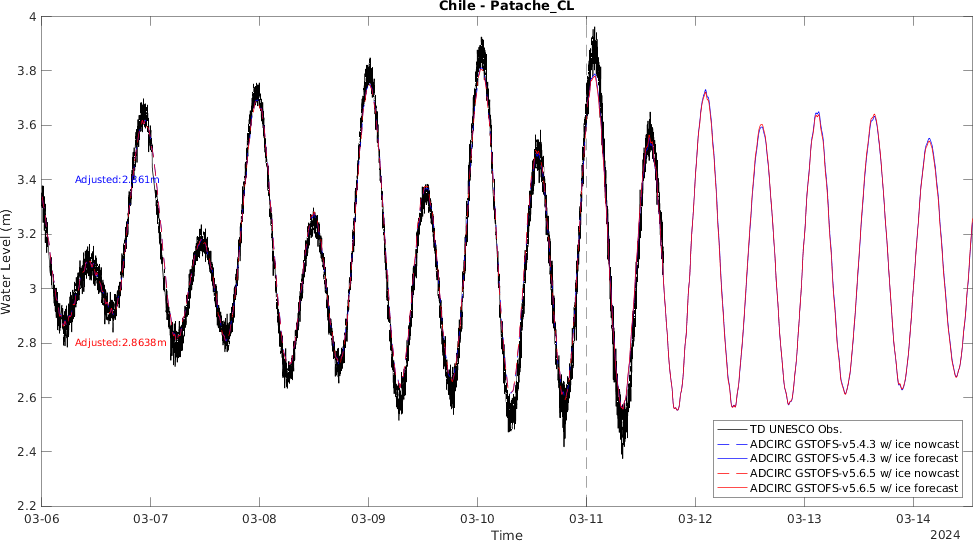 Chile - Patache_CL
4
3.8
3.6
3.4
3.2
3
2.8
2.6
2.4
2.2
Water Level (m)
Adjusted:2.861m
Adjusted:2.8638m
TD UNESCO Obs.
ADCIRC GSTOFS-v5.4.3 w/ ice nowcast
ADCIRC GSTOFS-v5.4.3 w/ ice forecast
ADCIRC GSTOFS-v5.6.5 w/ ice nowcast
ADCIRC GSTOFS-v5.6.5 w/ ice forecast
03-06 03-07 03-08 03-09 03-10 03-11 03-12 03-13 03-14
Time
2024